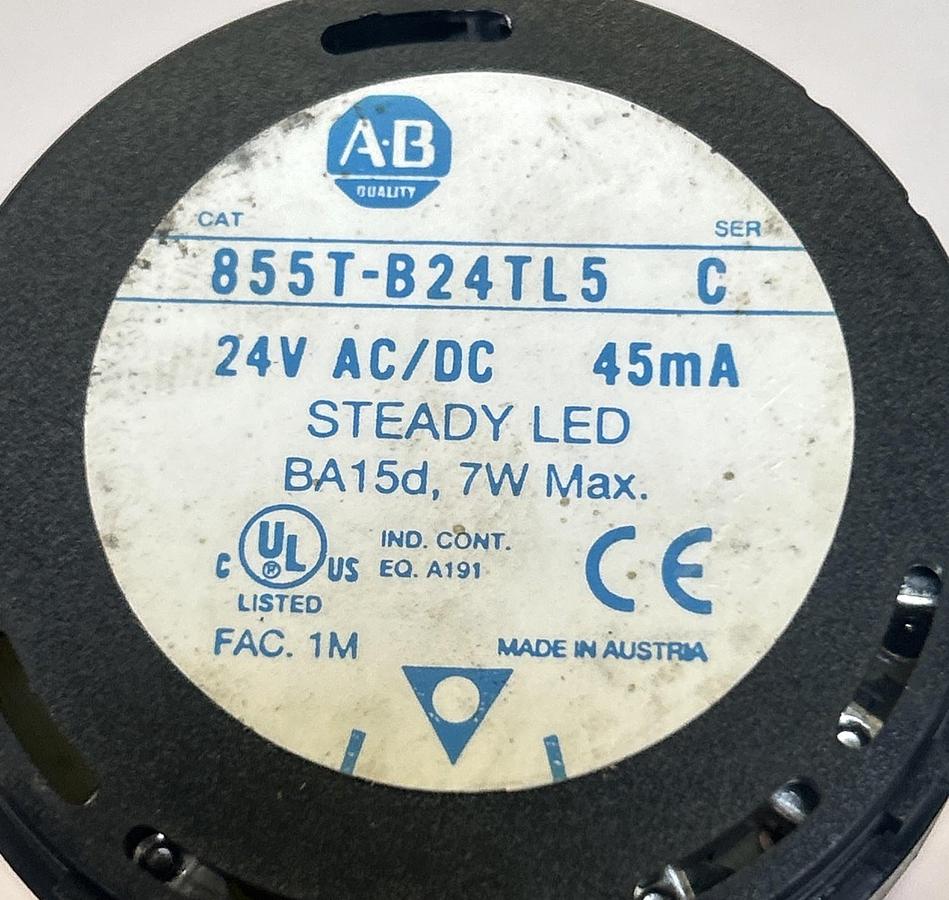 A·B
QUALITY
CAT SER
855T-B24TL5 C
24V AC/DC 45mA
STEADY LED
BA15d, 7W Max.
C UL ® US IND. CONT. CE
EQ. A191
LISTED
FAC. 1M MADE IN AUSTRIA